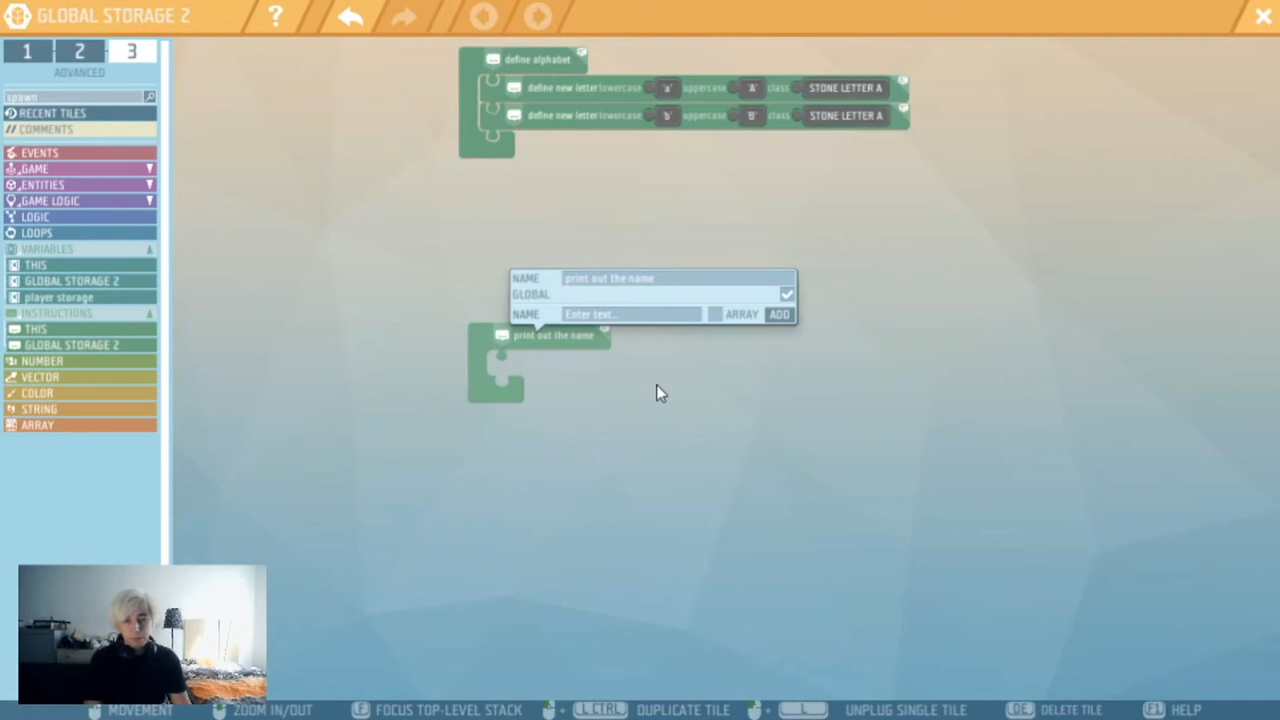 GLOBAL STORAGE 2
?
1 2 3
ADVANCED
spawn
RECENT TILES
// COMMENTS
EVENTS
GAME
ENTITIES
GAME LOGIC
LOGIC
LOOPS
VARIABLES
THIS
GLOBAL STORAGE 2
player storage
INSTRUCTIONS
THIS
GLOBAL STORAGE 2
NUMBER
VECTOR
COLOR
STRING
ARRAY
define alphabet
define new letter lowercase 'a' uppercase 'A' class STONE LETTER A
define new letter lowercase 'b' uppercase 'B' class STONE LETTER A
NAME print out the name
GLOBAL
NAME Enter text... ARRAY ADD
print out the name
MOVEMENT ZOOM IN/OUT F FOCUS TOP-LEVEL STACK + L_CTRL DUPLICATE TILE + L UNPLUG SINGLE TILE DE DELETE TILE F1 HELP